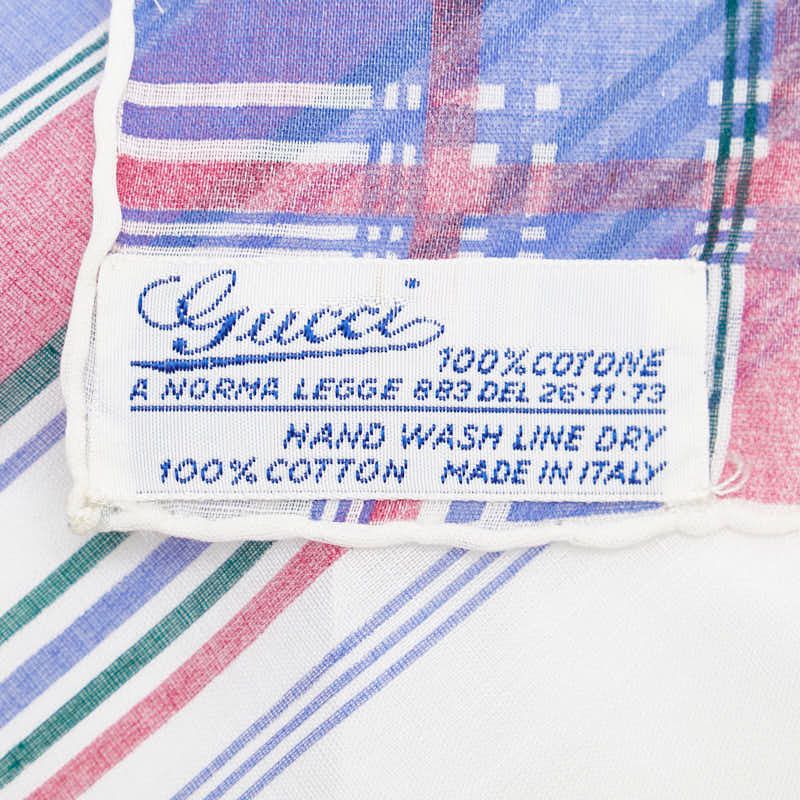 Gucci
100% COTONE
A NORMA LEGGE 883 DEL 26·11·73
HAND WASH LINE DRY
100% COTTON MADE IN ITALY